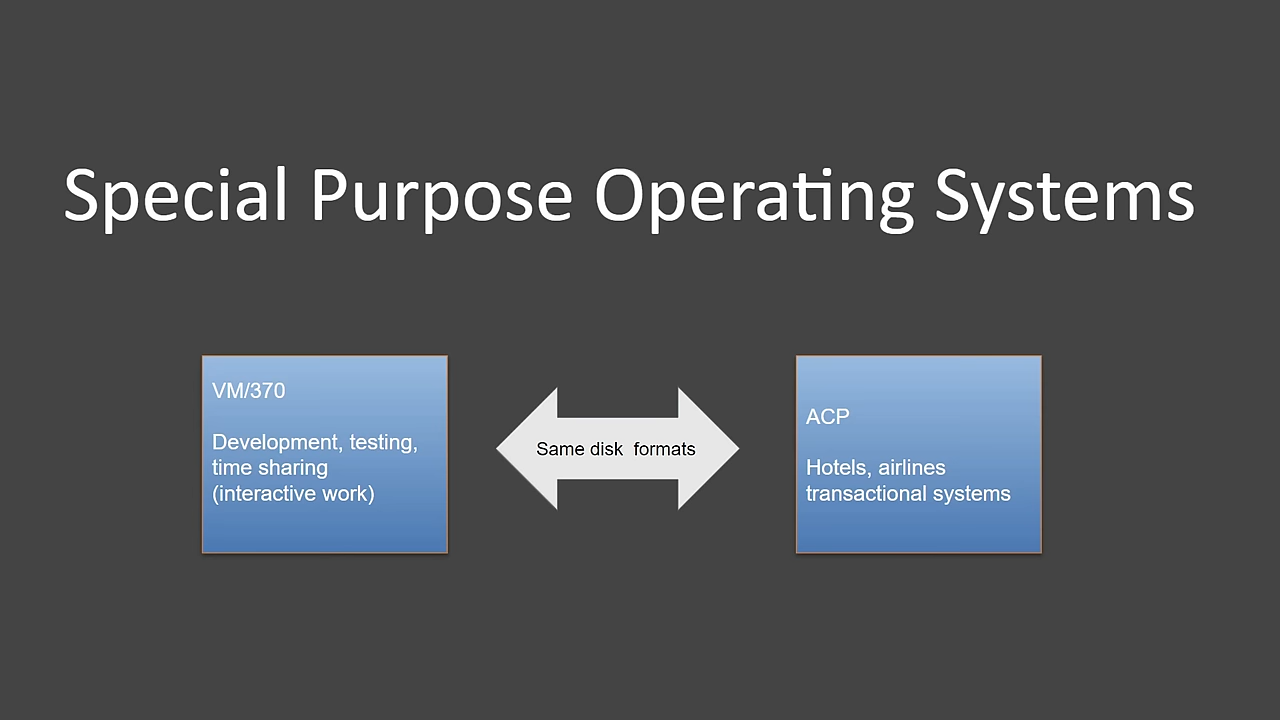 Special Purpose Operating Systems
VM/370
Development, testing,
time sharing
(interactive work)
Same disk  formats
ACP
Hotels, airlines
transactional systems